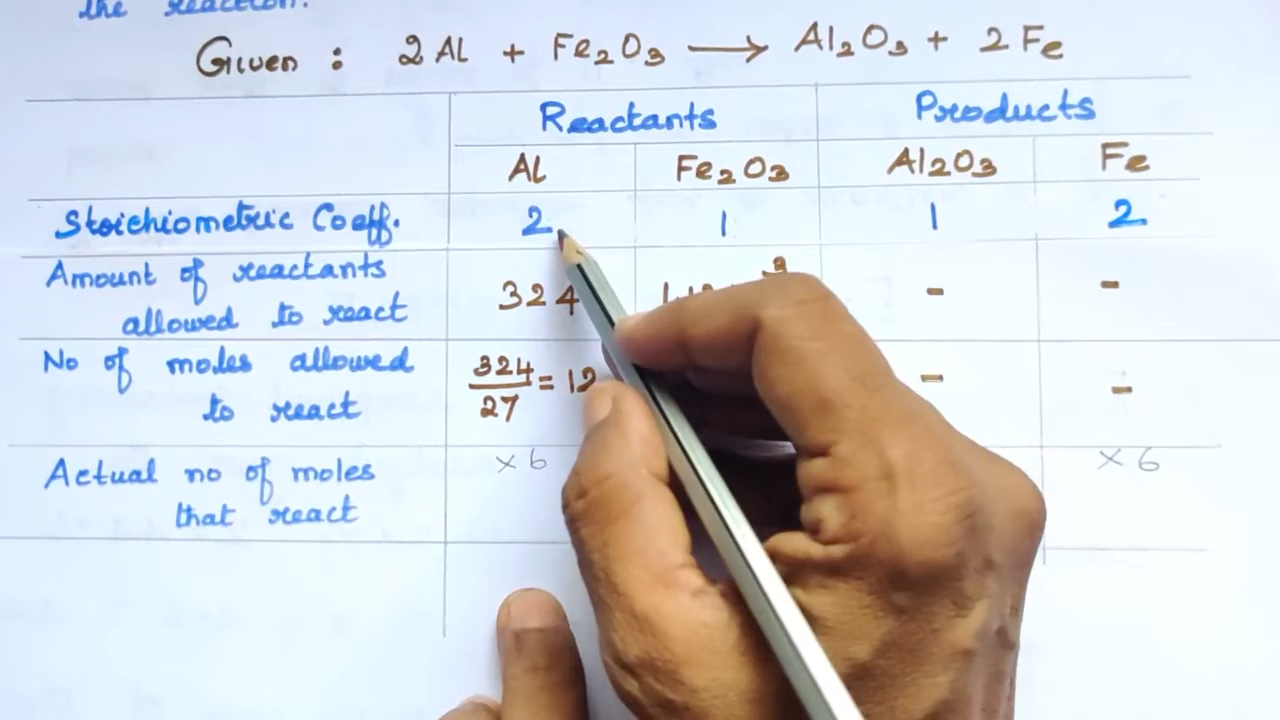 the reaction.
Given : 2Al + Fe₂O₃ ⟶ Al₂O₃ + 2Fe
Reactants Products
Al Fe₂O₃ Al₂O₃ Fe
Stoichiometric Coeff. 2 1 1 2
Amount of reactants
allowed to react 324 - -
No of moles allowed
to react 324/27 = 12 - -
Actual no of moles × 6 × 6
that react